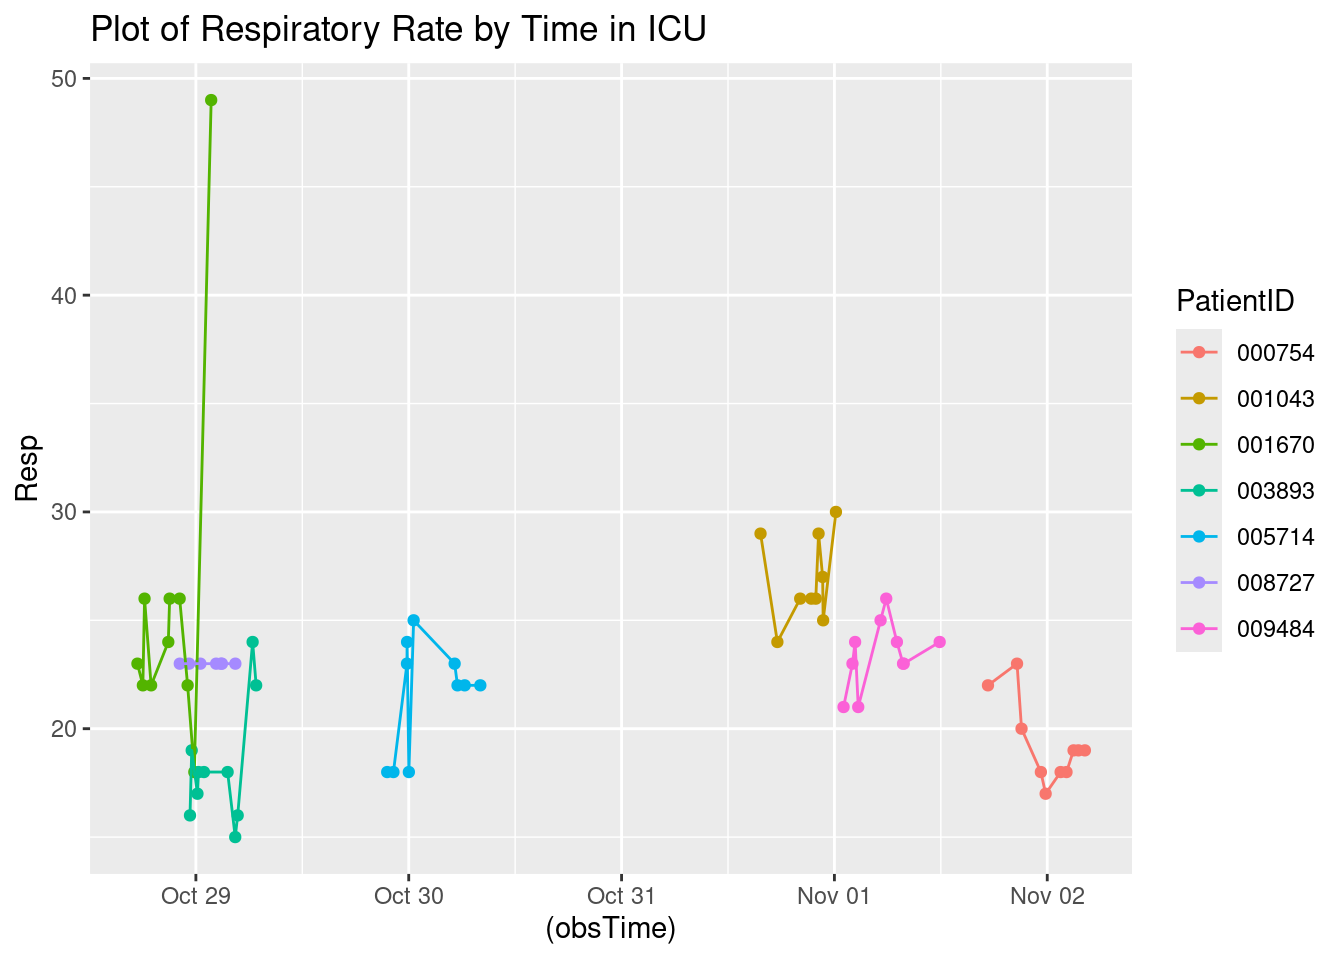 Plot of Respiratory Rate by Time in ICU
50
40
30
20
Resp
Oct 29
Oct 30
Oct 31
Nov 01
Nov 02
(obsTime)
PatientID
000754
001043
001670
003893
005714
008727
009484